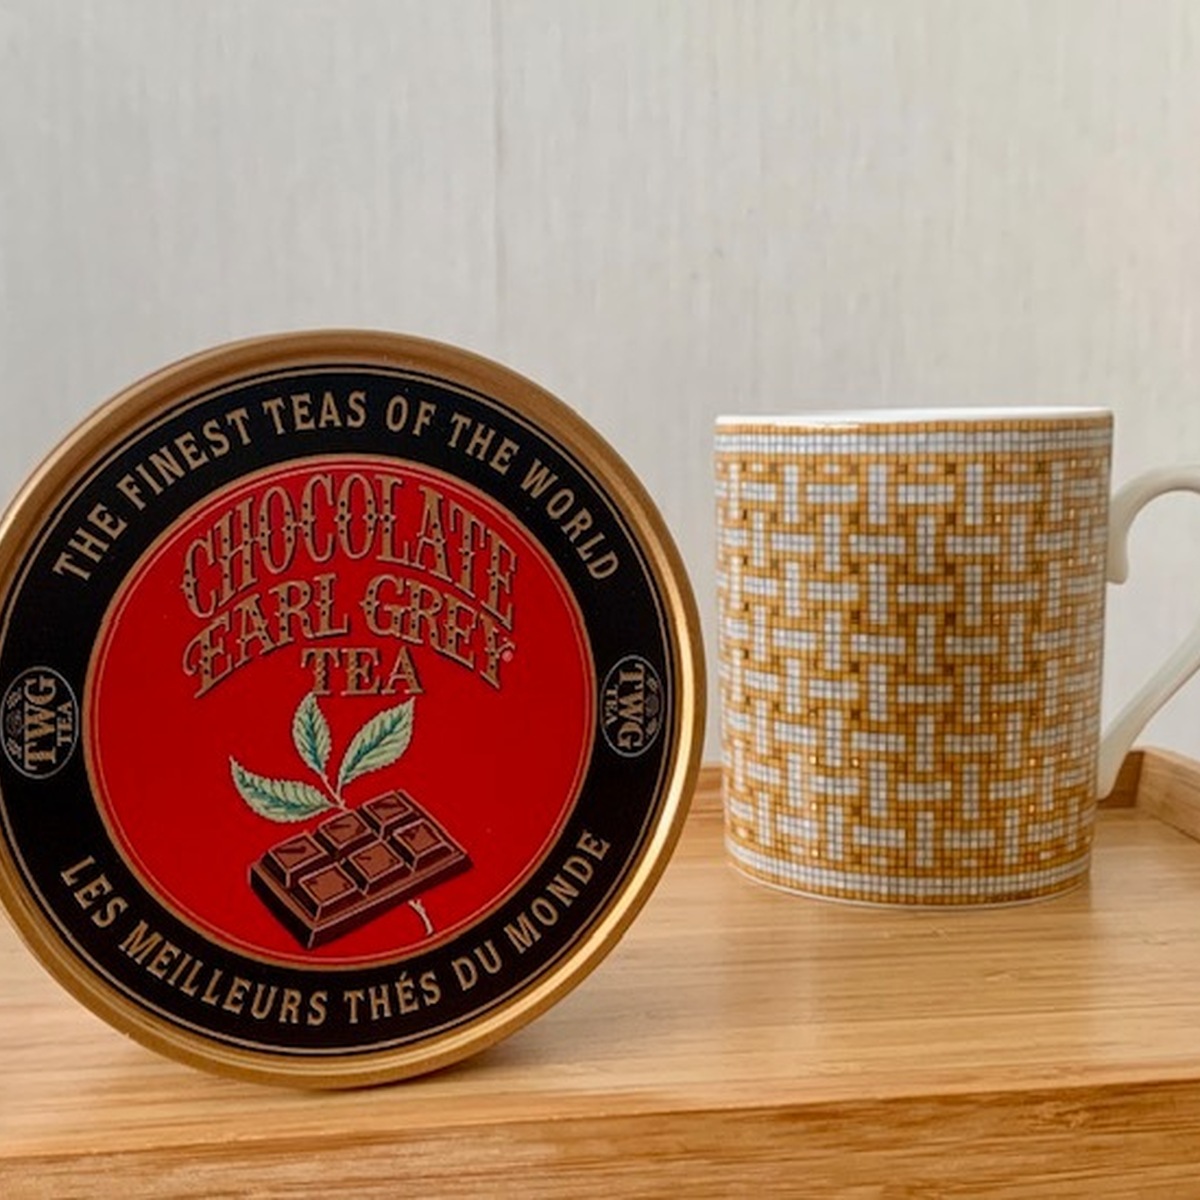 THE FINEST TEAS OF THE WORLD
CHOCOLATE
EARL GREY®
TEA
TWG
TEA
TWG
TEA
LES MEILLEURS THÉS DU MONDE